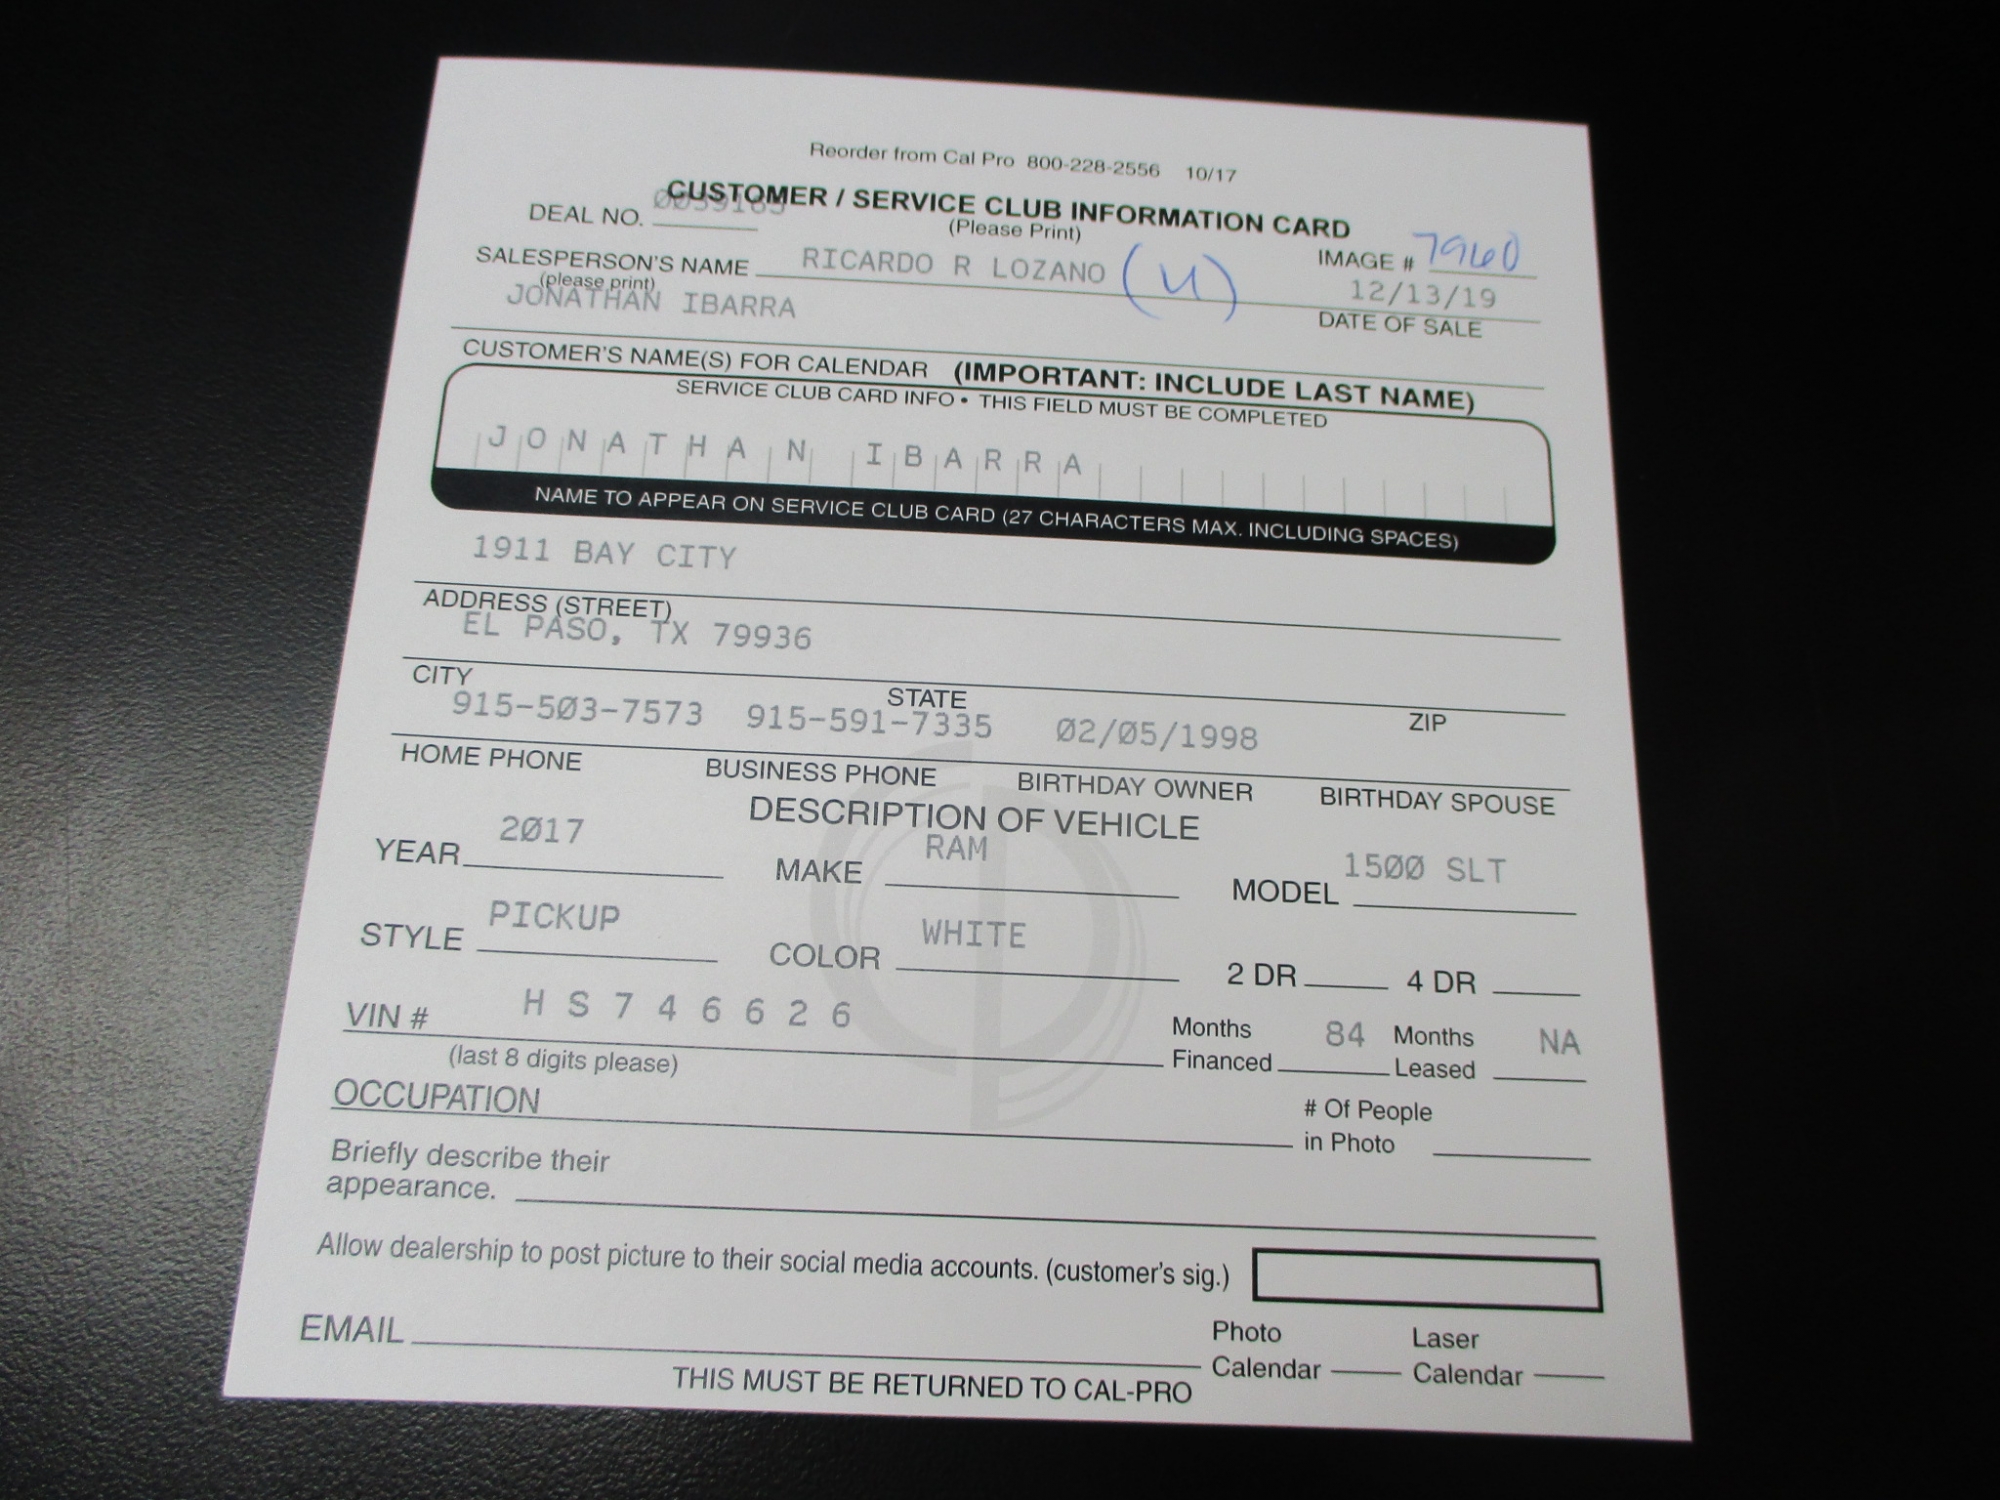 Reorder from Cal Pro 800-228-2556 10/17
CUSTOMER / SERVICE CLUB INFORMATION CARD
DEAL NO. 0059165
(Please Print)
IMAGE # 7960
SALESPERSON'S NAME RICARDO R LOZANO (U)
(please print)
12/13/19
JONATHAN IBARRA
DATE OF SALE
CUSTOMER'S NAME(S) FOR CALENDAR (IMPORTANT: INCLUDE LAST NAME)
SERVICE CLUB CARD INFO • THIS FIELD MUST BE COMPLETED
JONATHAN IBARRA
NAME TO APPEAR ON SERVICE CLUB CARD (27 CHARACTERS MAX. INCLUDING SPACES)
1911 BAY CITY
ADDRESS (STREET)
EL PASO, TX 79936
CITY STATE ZIP
915-503-7573 915-591-7335 02/05/1998
HOME PHONE BUSINESS PHONE BIRTHDAY OWNER BIRTHDAY SPOUSE
DESCRIPTION OF VEHICLE
YEAR 2017 MAKE RAM MODEL 1500 SLT
STYLE PICKUP COLOR WHITE 2 DR 4 DR
VIN # H S 7 4 6 6 2 6
(last 8 digits please)
Months Financed 84 Months Leased NA
OCCUPATION
# Of People in Photo
Briefly describe their
appearance.
Allow dealership to post picture to their social media accounts. (customer's sig.)
EMAIL
Photo Calendar Laser Calendar
THIS MUST BE RETURNED TO CAL-PRO